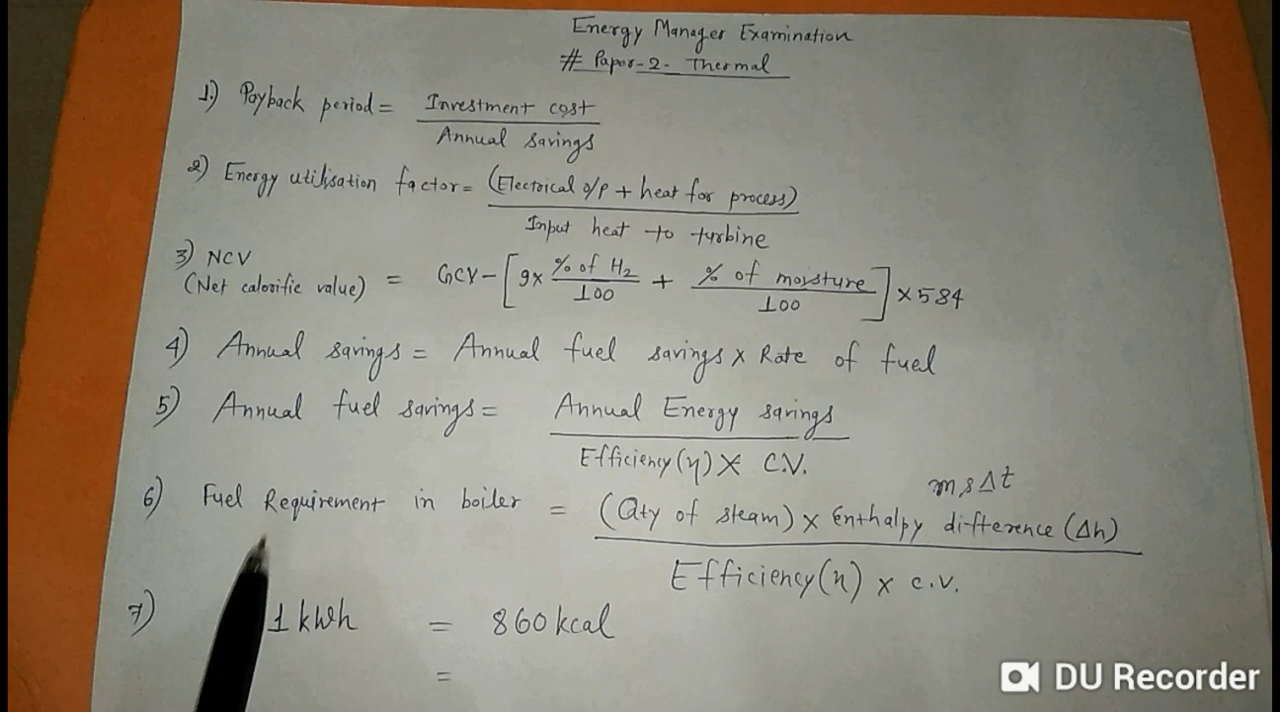 Energy Manager Examination
# Paper-2- Thermal
1.) Payback period = Investment cost / Annual savings
2) Energy utilisation factor = (Electrical o/p + heat for process) / Input heat to turbine
3) NCV
(Net calorific value) = GCV - [9 x % of H2 / 100 + % of moisture / 100] x 584
4) Annual savings = Annual fuel savings x Rate of fuel
5) Annual fuel savings = Annual Energy savings / Efficiency (η) x C.V.
m s Δt
6) Fuel Requirement in boiler = (Qty of steam) x Enthalpy difference (Δh) / Efficiency (η) x C.V.
7) 1 kWh = 860 kcal
=
DU Recorder